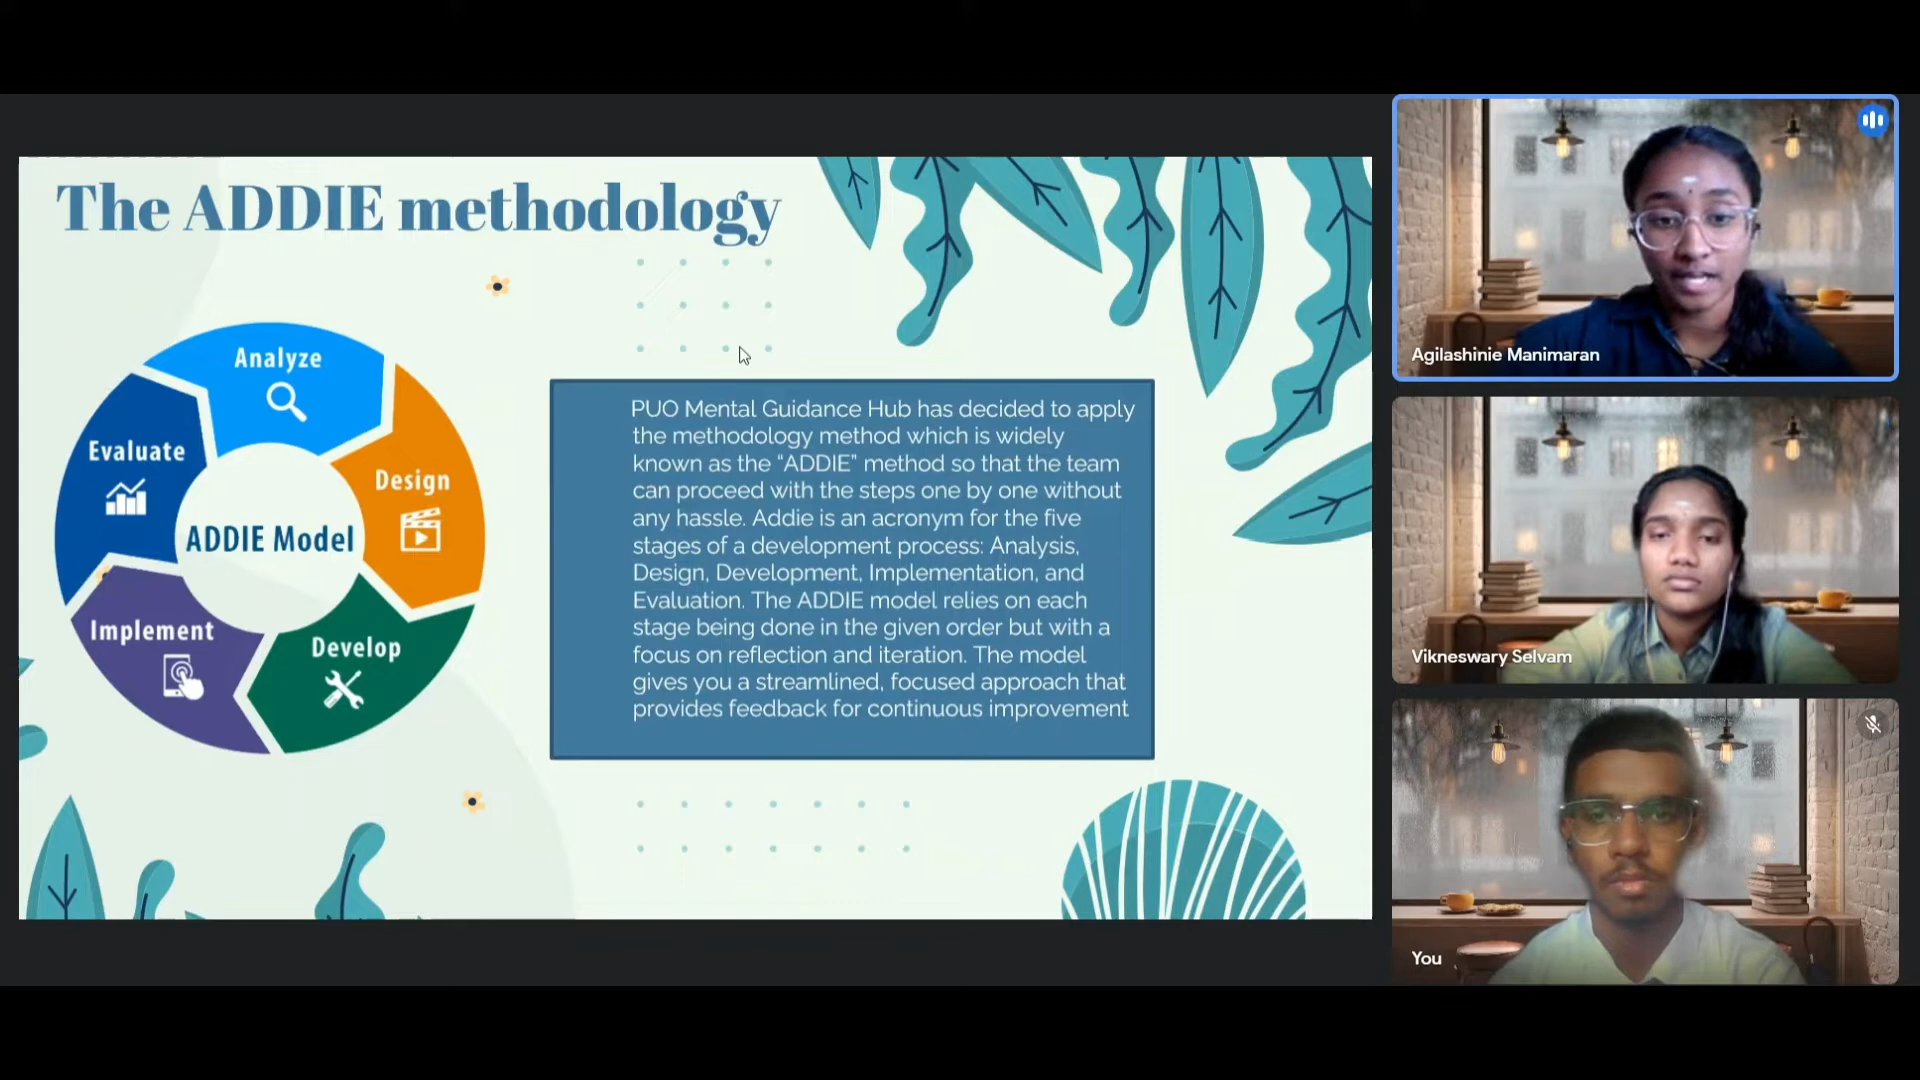 The ADDIE methodology
Analyze
Evaluate
Design
ADDIE Model
Implement
Develop
PUO Mental Guidance Hub has decided to apply
the methodology method which is widely
known as the “ADDIE” method so that the team
can proceed with the steps one by one without
any hassle. Addie is an acronym for the five
stages of a development process: Analysis,
Design, Development, Implementation, and
Evaluation. The ADDIE model relies on each
stage being done in the given order but with a
focus on reflection and iteration. The model
gives you a streamlined, focused approach that
provides feedback for continuous improvement
Agilashinie Manimaran
Vikneswary Selvam
You